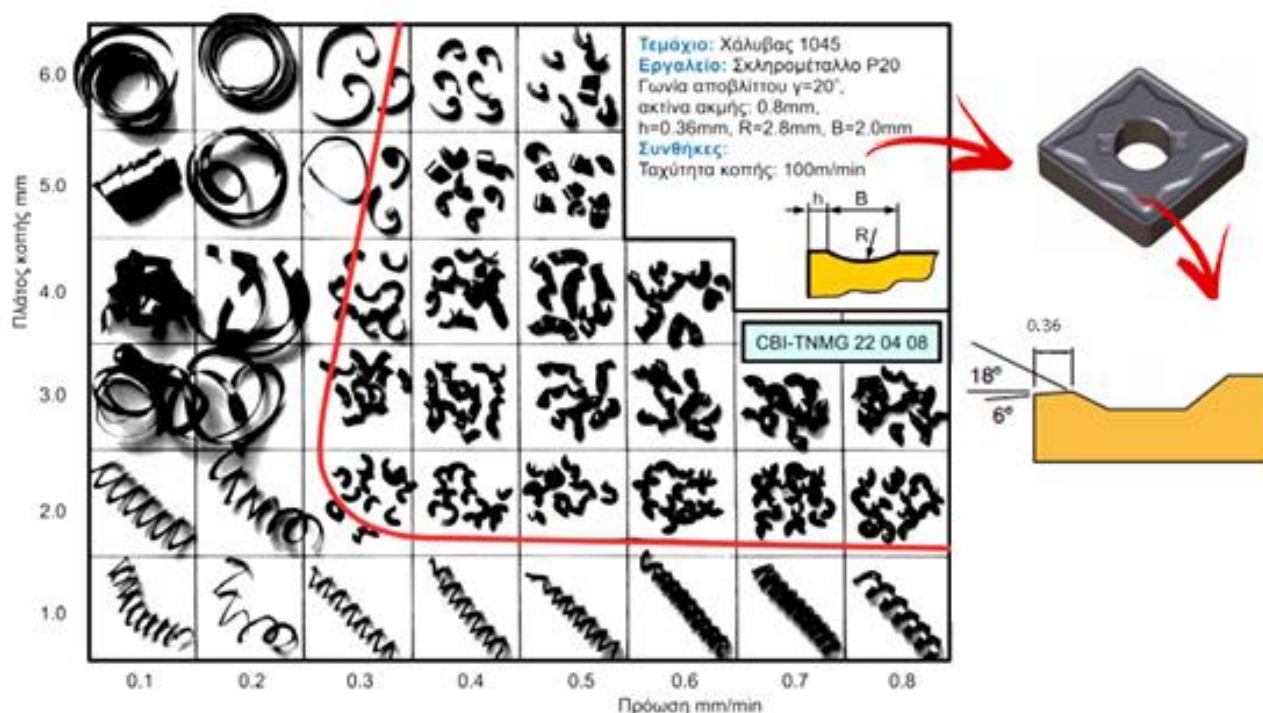 Τεμάχιο: Χάλυβας 1045
Εργαλείο: Σκληρομέταλλο P20
Γωνία αποβλίττου γ=20°,
ακτίνα ακμής: 0.8mm,
h=0.36mm, R=2.8mm, B=2.0mm
Συνθήκες:
Ταχύτητα κοπής: 100m/min
h B
R
CBI-TNMG 22 04 08
0.36
18°
6°
Πλάτος κοπής mm
6.0
5.0
4.0
3.0
2.0
1.0
0.1 0.2 0.3 0.4 0.5 0.6 0.7 0.8
Πρόωση mm/min